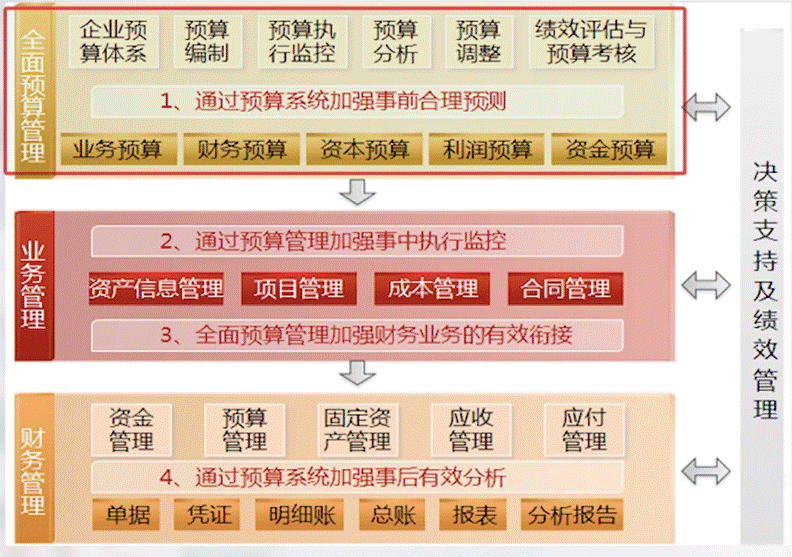 全面预算管理
企业预
算体系
预算
编制
预算执
行监控
预算
分析
预算
调整
绩效评估与
预算考核
1、通过预算系统加强事前合理预测
业务预算
财务预算
资本预算
利润预算
资金预算
业务管理
2、通过预算管理加强事中执行监控
资产信息管理
项目管理
成本管理
合同管理
3、全面预算管理加强财务业务的有效衔接
财务管理
资金
管理
预算
管理
固定资
产管理
应收
管理
应付
管理
4、通过预算系统加强事后有效分析
单据
凭证
明细账
总账
报表
分析报告
决策支持及绩效管理